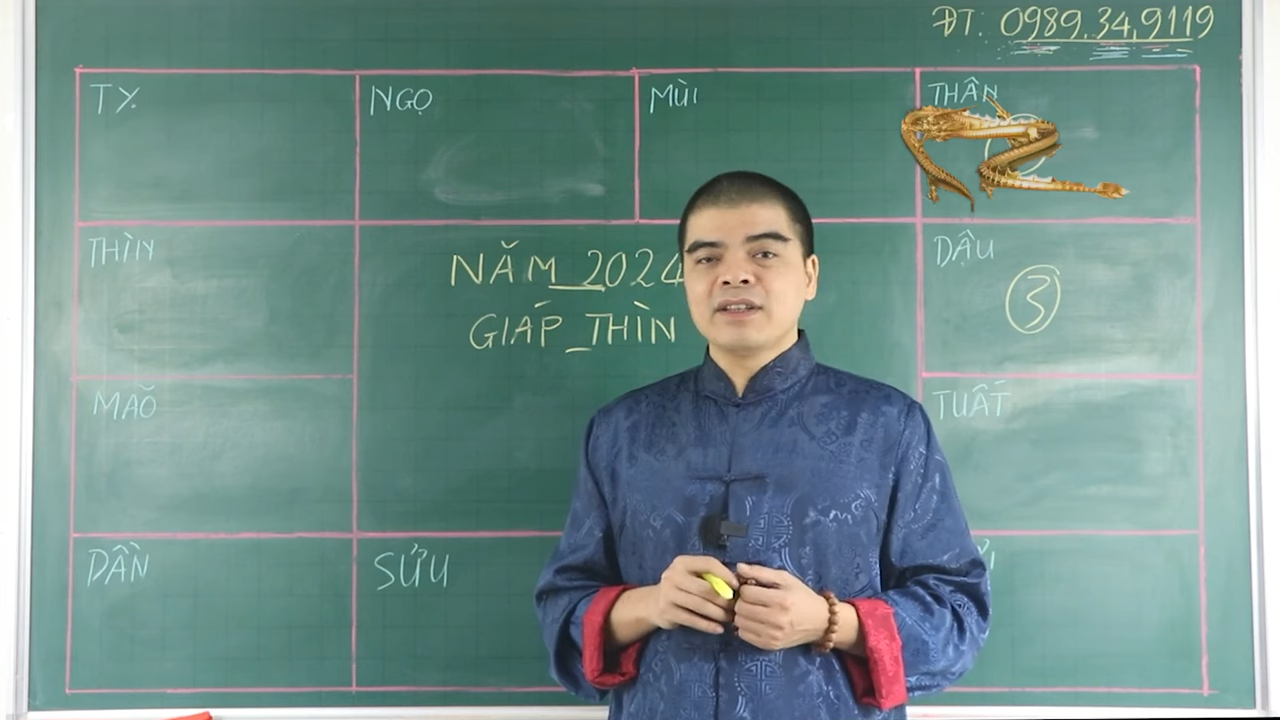 ĐT: 0989.34.9119
TỴ
NGỌ
MÙI
THÂN
THÌN
NĂM 2024
DẬU
GIÁP THÌN
3
MÃO
TUẤT
DẦN
SỬU